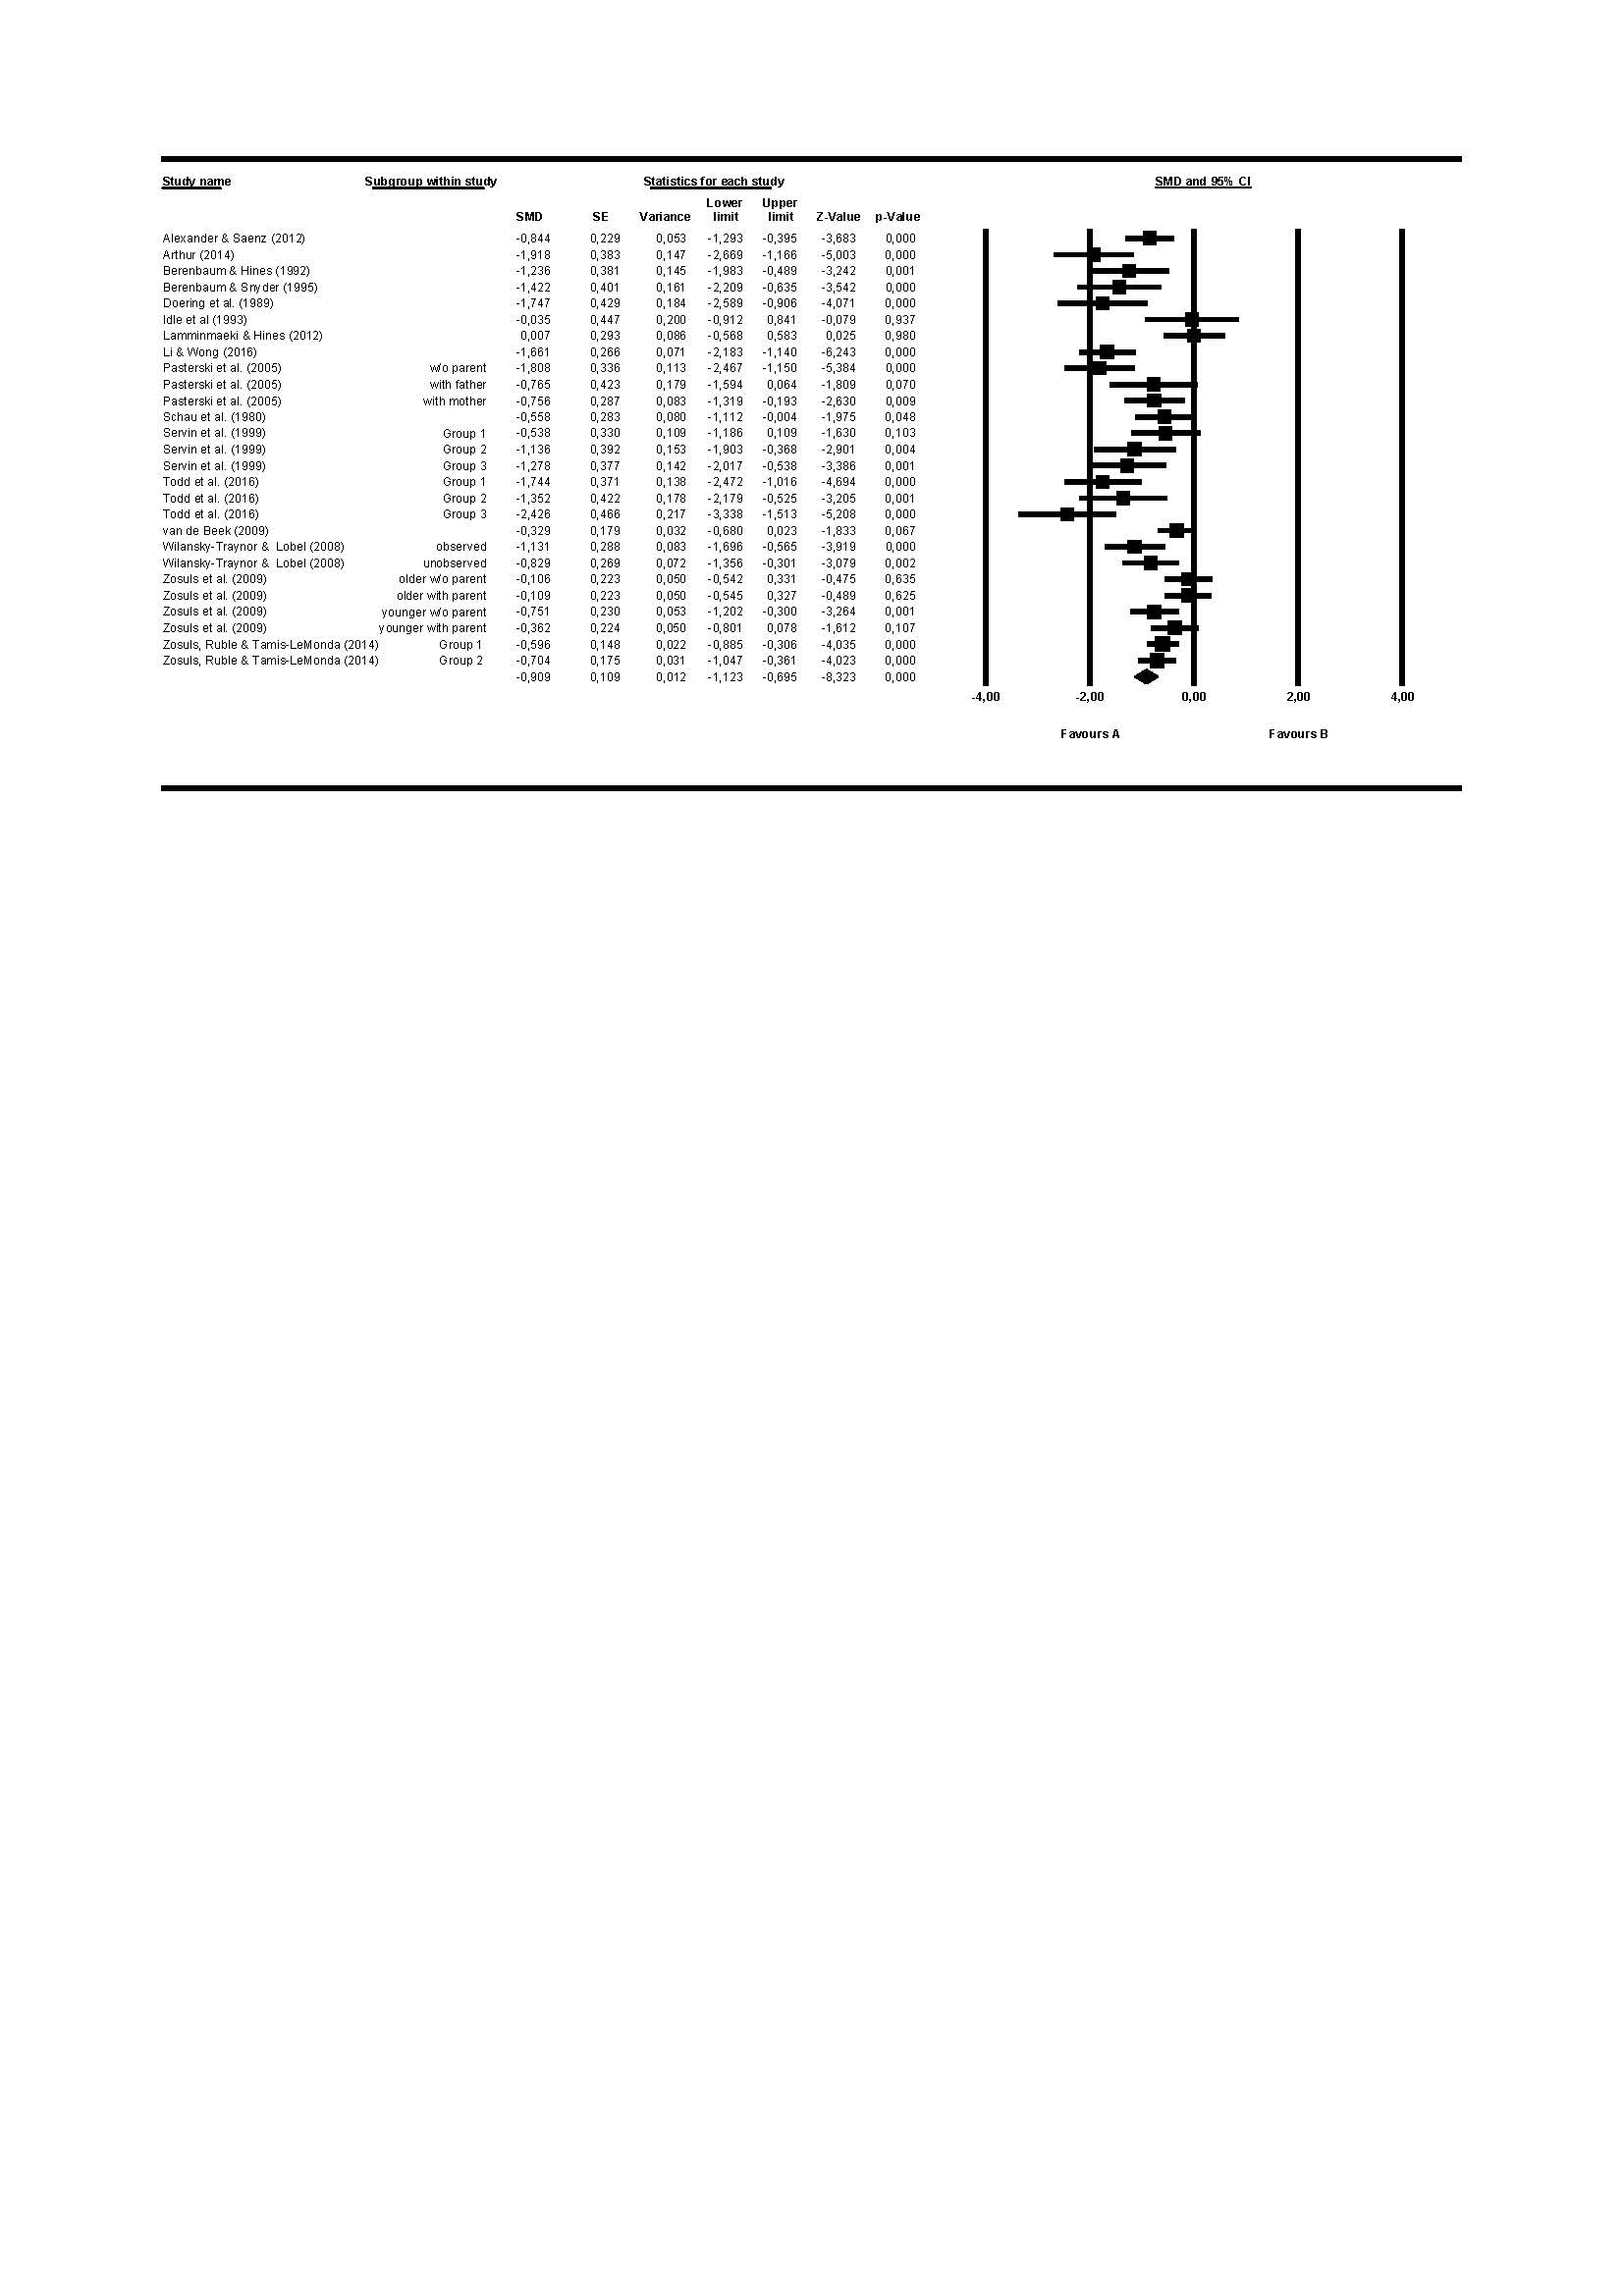 Study name Subgroup within study Statistics for each study SMD and 95% CI
Lower Upper
SMD SE Variance limit limit Z-Value p-Value
Alexander & Saenz (2012) -0,844 0,229 0,053 -1,293 -0,395 -3,683 0,000
Arthur (2014) -1,918 0,383 0,147 -2,669 -1,166 -5,003 0,000
Berenbaum & Hines (1992) -1,236 0,381 0,145 -1,983 -0,489 -3,242 0,001
Berenbaum & Snyder (1995) -1,422 0,401 0,161 -2,209 -0,635 -3,542 0,000
Doering et al. (1989) -1,747 0,429 0,184 -2,589 -0,906 -4,071 0,000
Idle et al (1993) -0,035 0,447 0,200 -0,912 0,841 -0,079 0,937
Lamminmaeki & Hines (2012) 0,007 0,293 0,086 -0,568 0,583 0,025 0,980
Li & Wong (2016) -1,661 0,266 0,071 -2,183 -1,140 -6,243 0,000
Pasterski et al. (2005) w/o parent -1,808 0,336 0,113 -2,467 -1,150 -5,384 0,000
Pasterski et al. (2005) with father -0,765 0,423 0,179 -1,594 0,064 -1,809 0,070
Pasterski et al. (2005) with mother -0,756 0,287 0,083 -1,319 -0,193 -2,630 0,009
Schau et al. (1980) -0,558 0,283 0,080 -1,112 -0,004 -1,975 0,048
Servin et al. (1999) Group 1 -0,538 0,330 0,109 -1,186 0,109 -1,630 0,103
Servin et al. (1999) Group 2 -1,136 0,392 0,153 -1,903 -0,368 -2,901 0,004
Servin et al. (1999) Group 3 -1,278 0,377 0,142 -2,017 -0,538 -3,386 0,001
Todd et al. (2016) Group 1 -1,744 0,371 0,138 -2,472 -1,016 -4,694 0,000
Todd et al. (2016) Group 2 -1,352 0,422 0,178 -2,179 -0,525 -3,205 0,001
Todd et al. (2016) Group 3 -2,426 0,466 0,217 -3,338 -1,513 -5,208 0,000
van de Beek (2009) -0,329 0,179 0,032 -0,680 0,023 -1,833 0,067
Wilansky-Traynor & Lobel (2008) observed -1,131 0,288 0,083 -1,696 -0,565 -3,919 0,000
Wilansky-Traynor & Lobel (2008) unobserved -0,829 0,269 0,072 -1,356 -0,301 -3,079 0,002
Zosuls et al. (2009) older w/o parent -0,106 0,223 0,050 -0,542 0,331 -0,475 0,635
Zosuls et al. (2009) older with parent -0,109 0,223 0,050 -0,545 0,327 -0,489 0,625
Zosuls et al. (2009) younger w/o parent -0,751 0,230 0,053 -1,202 -0,300 -3,264 0,001
Zosuls et al. (2009) younger with parent -0,362 0,224 0,050 -0,801 0,078 -1,612 0,107
Zosuls, Ruble & Tamis-LeMonda (2014) Group 1 -0,596 0,148 0,022 -0,885 -0,306 -4,035 0,000
Zosuls, Ruble & Tamis-LeMonda (2014) Group 2 -0,704 0,175 0,031 -1,047 -0,361 -4,023 0,000
-0,909 0,109 0,012 -1,123 -0,695 -8,323 0,000
-4,00 -2,00 0,00 2,00 4,00
Favours A Favours B